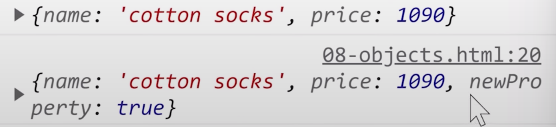 ▶ {name: 'cotton socks', price: 1090}
08-objects.html:20
▶ {name: 'cotton socks', price: 1090, newPro
perty: true}